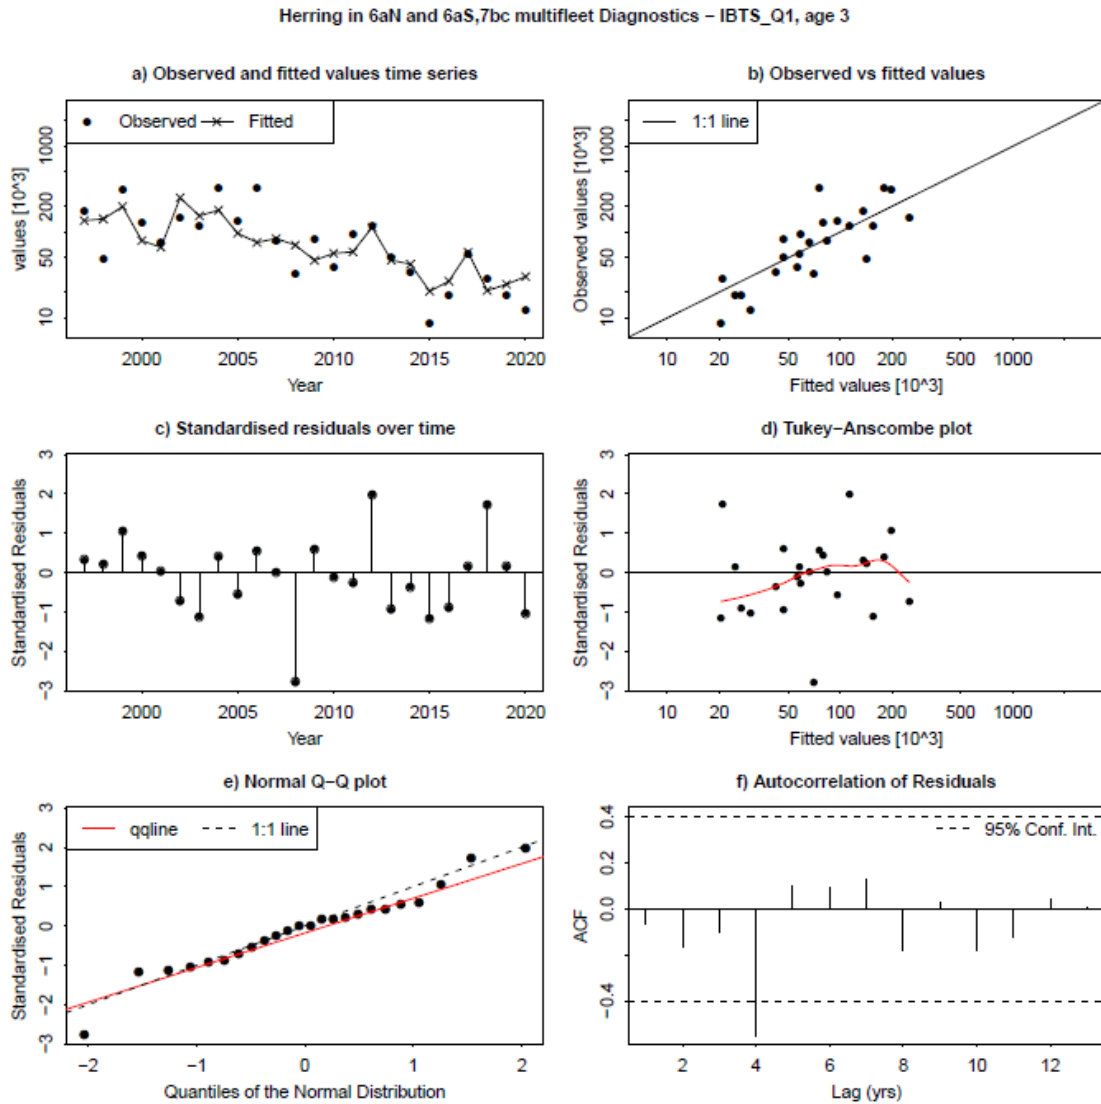 Herring in 6aN and 6aS,7bc multifleet Diagnostics − IBTS_Q1, age 3
a) Observed and fitted values time series
values [10^3]
1000
200
50
10
Observed
Fitted
2000 2005 2010 2015 2020
Year
b) Observed vs fitted values
Observed values [10^3]
1000
200
50
10
1:1 line
10 20 50 100 200 500 1000
Fitted values [10^3]
c) Standardised residuals over time
Standardised Residuals
3
2
1
0
−1
−2
−3
2000 2005 2010 2015 2020
Year
d) Tukey−Anscombe plot
Standardised Residuals
3
2
1
0
−1
−2
−3
10 20 50 100 200 500 1000
Fitted values [10^3]
e) Normal Q−Q plot
Standardised Residuals
3
2
1
0
−1
−2
−3
qqline
1:1 line
−2 −1 0 1 2
Quantiles of the Normal Distribution
f) Autocorrelation of Residuals
ACF
0.4
0.2
0.0
−0.4
95% Conf. Int.
2 4 6 8 10 12
Lag (yrs)